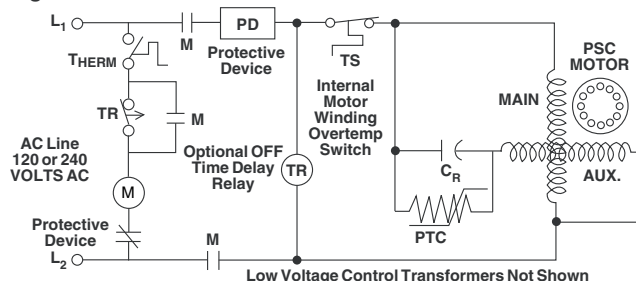 L1
M
PD
Protective
Device
TS
Internal
Motor
Winding
Overtemp
Switch
PSC
MOTOR
MAIN
THERM
TR
M
AC Line
120 or 240
VOLTS AC
Optional OFF
Time Delay
Relay
TR
M
CR
AUX.
PTC
Protective
Device
L2
M
Low Voltage Control Transformers Not Shown